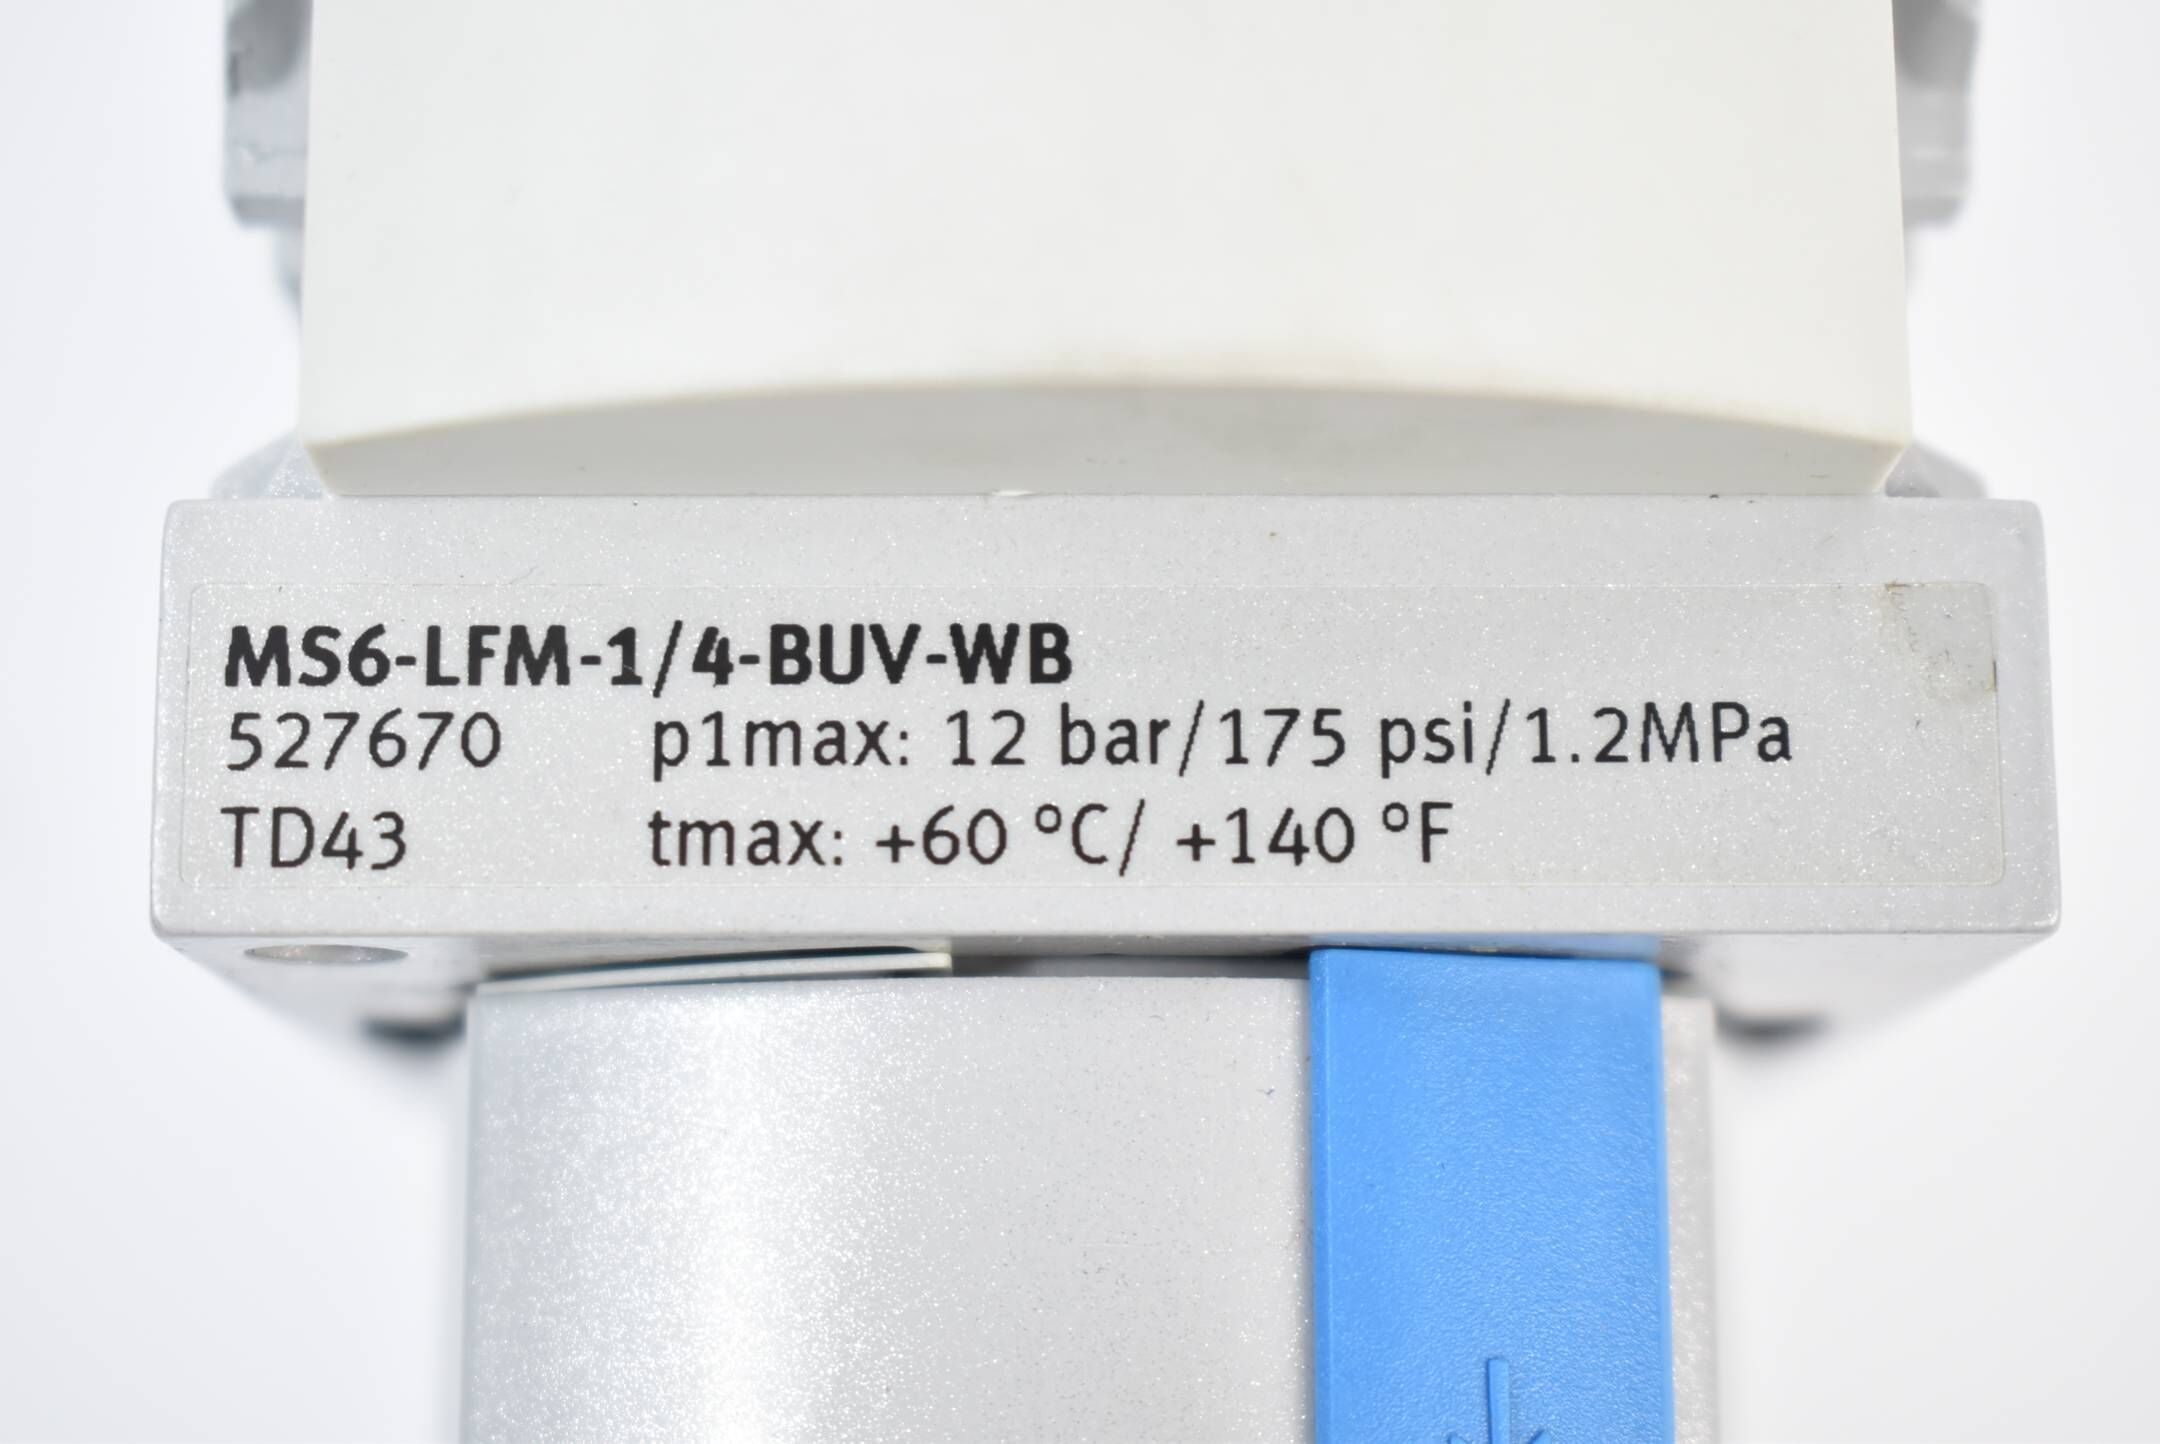 MS6-LFM-1/4-BUV-WB
527670 p1max: 12 bar/175 psi/1.2MPa
TD43 tmax: +60 °C/ +140 °F